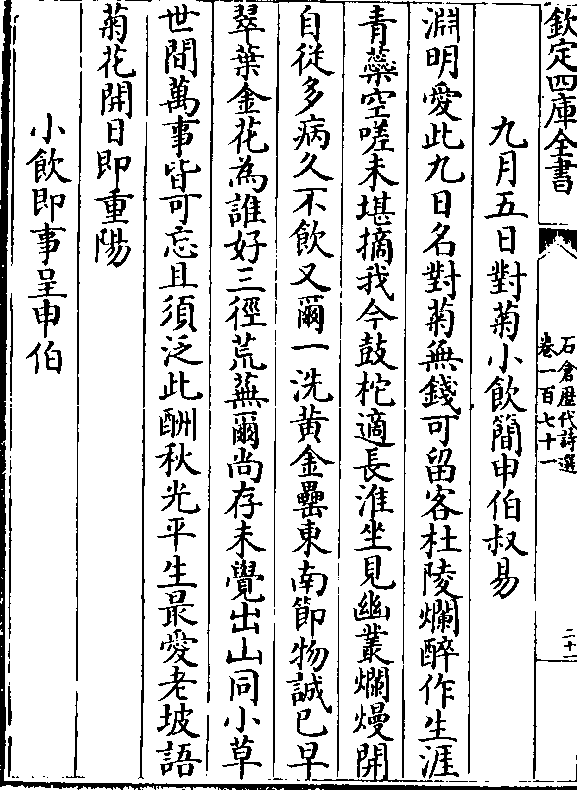 欽定四庫全書
石倉歷代詩選
卷一百七十一
二十一
九月五日對菊小飲簡申伯叔易
淵明愛此九日名對菊無錢可留客杜陵爛醉作生涯
青蘂空嗟未堪摘我今鼓柁適長淮坐見幽叢爛熳開
自從多病久不飲又爾一洗黄金罍東南節物誠已早
翠葉金花為誰好三徑荒蕪爾尚存未覺出山同小草
世間萬事皆可忘且須泛此酬秋光平生最愛老坡語
菊花開日即重陽
小飲即事呈申伯